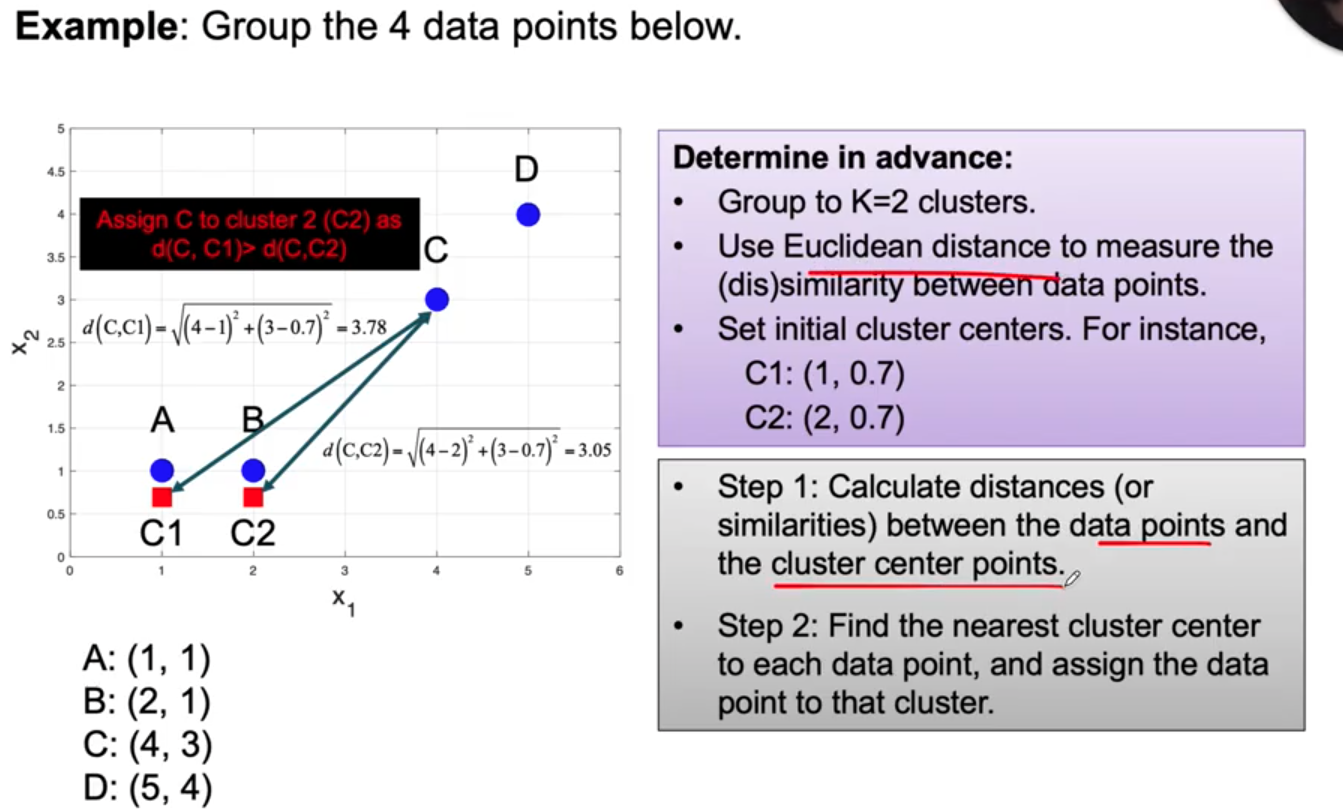 Example: Group the 4 data points below.
5
4.5
4
3.5
3
2.5
2
1.5
1
0.5
0
0
1
2
3
4
5
6
x₂
x₁
Assign C to cluster 2 (C2) as
d(C, C1)> d(C,C2)
D
C
A
B
C1
C2
d(C,C1)=√(4−1)²+(3−0.7)² =3.78
d(C,C2)=√(4−2)²+(3−0.7)² =3.05
A: (1, 1)
B: (2, 1)
C: (4, 3)
D: (5, 4)
Determine in advance:
• Group to K=2 clusters.
• Use Euclidean distance to measure the
(dis)similarity between data points.
• Set initial cluster centers. For instance,
C1: (1, 0.7)
C2: (2, 0.7)
• Step 1: Calculate distances (or
similarities) between the data points and
the cluster center points.
• Step 2: Find the nearest cluster center
to each data point, and assign the data
point to that cluster.